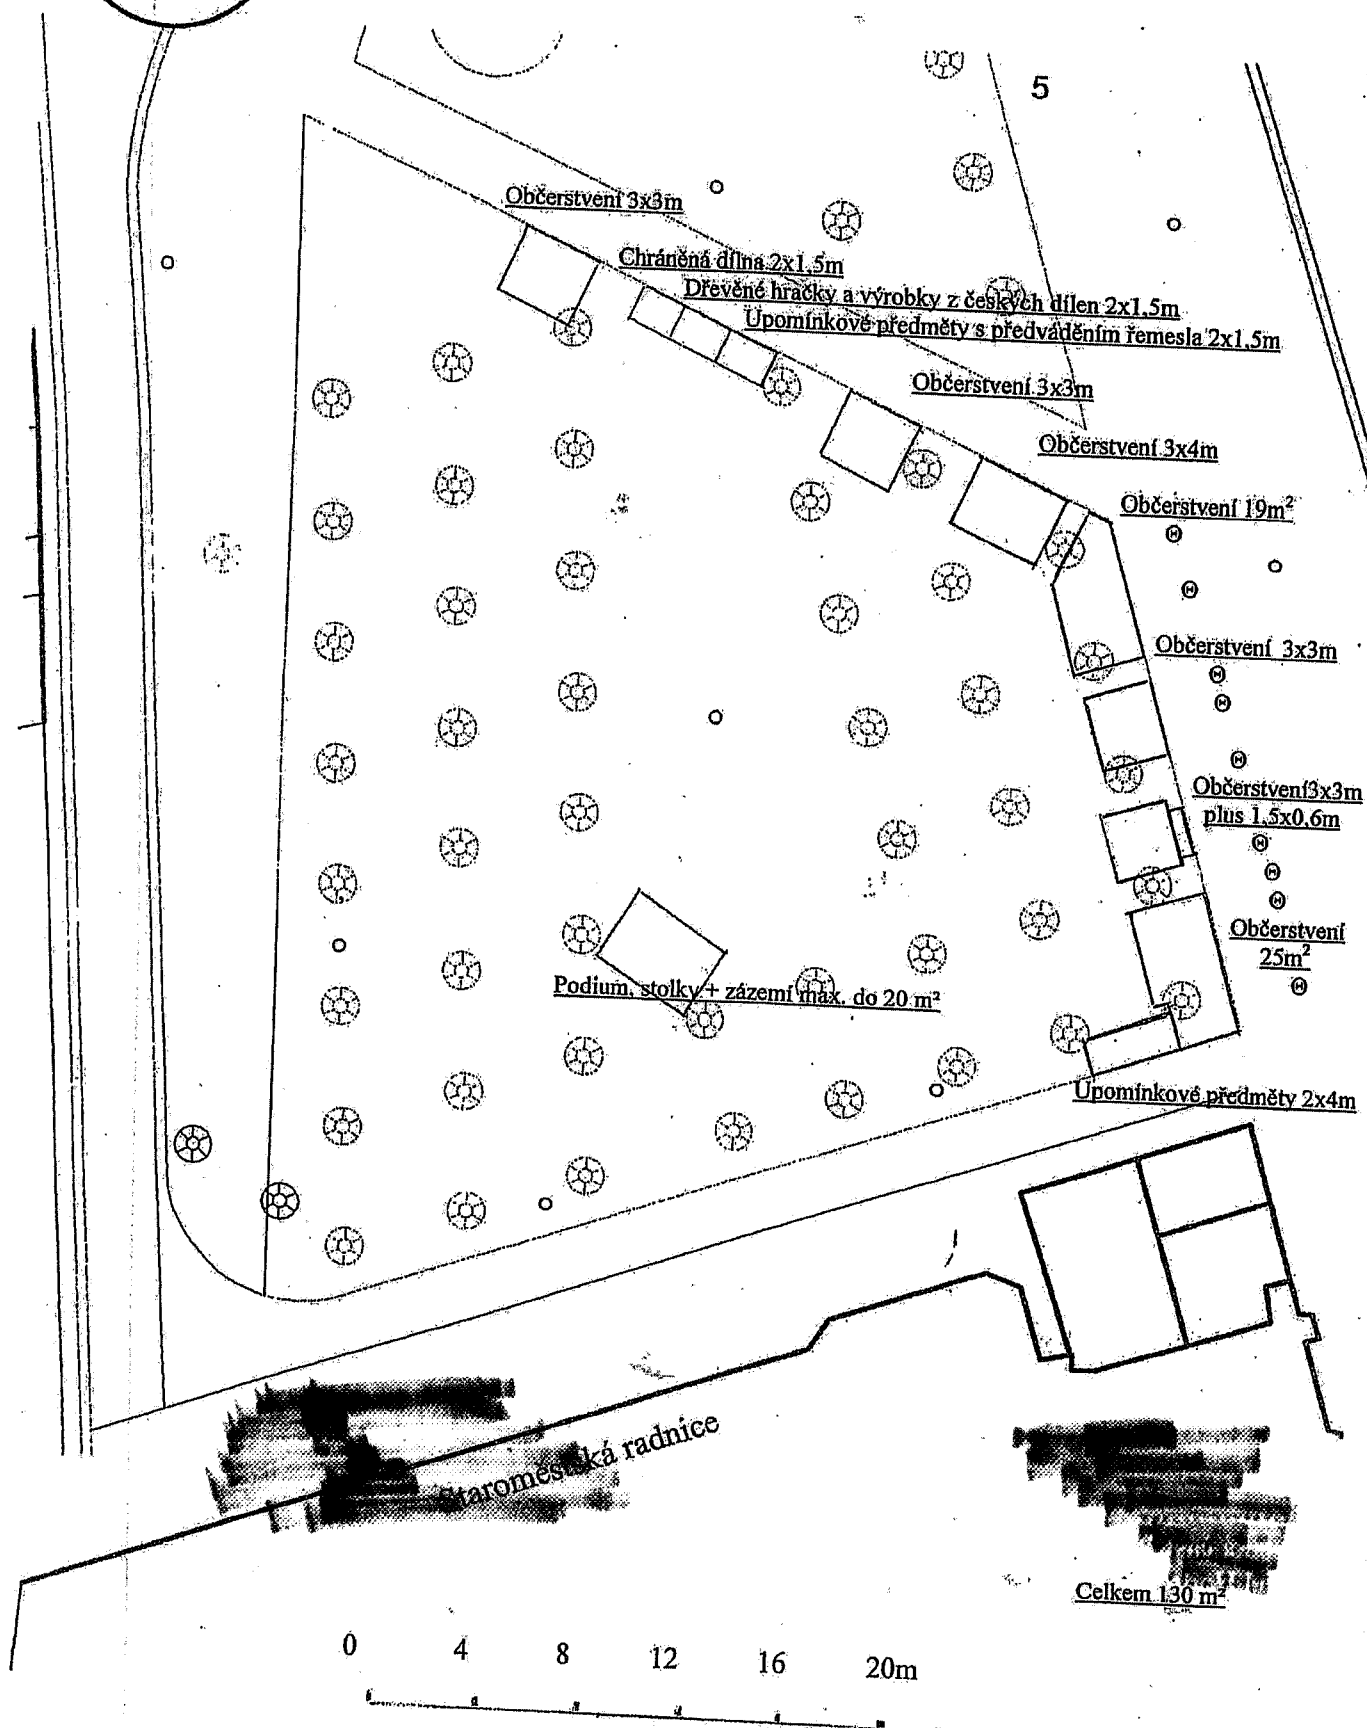 5
Občerstvení 3x3m
Chráněná dílna 2x1,5m
Dřevěné hračky a výrobky z českých dílen 2x1,5m
Upomínkové předměty s předváděním řemesla 2x1,5m
Občerstvení 3x3m
Občerstvení 3x4m
Občerstvení 19m²
Občerstvení 3x3m
Občerstvení3x3m
plus 1,5x0,6m
Občerstvení
25m²
Podium, stolky + zázemí max. do 20 m²
Upomínkové předměty 2x4m
Staroměstská radnice
Celkem 130 m²
0 4 8 12 16 20m